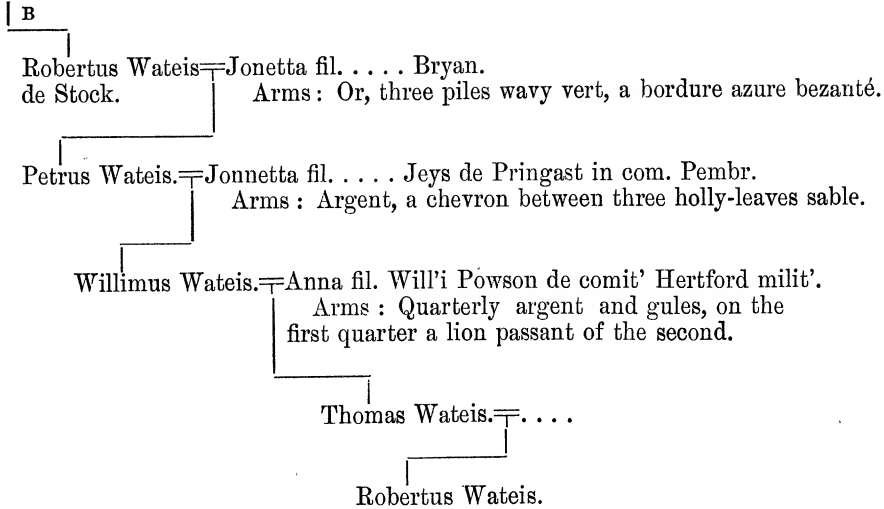 B
Robertus Wateis=Jonetta fil. . . . . Bryan.
de Stock. Arms : Or, three piles wavy vert, a bordure azure bezanté.
Petrus Wateis.=Jonnetta fil. . . . . Jeys de Pringast in com. Pembr.
Arms : Argent, a chevron between three holly-leaves sable.
Willimus Wateis.=Anna fil. Will'i Powson de comit' Hertford milit'.
Arms : Quarterly argent and gules, on the
first quarter a lion passant of the second.
Thomas Wateis.=. . . .
Robertus Wateis.